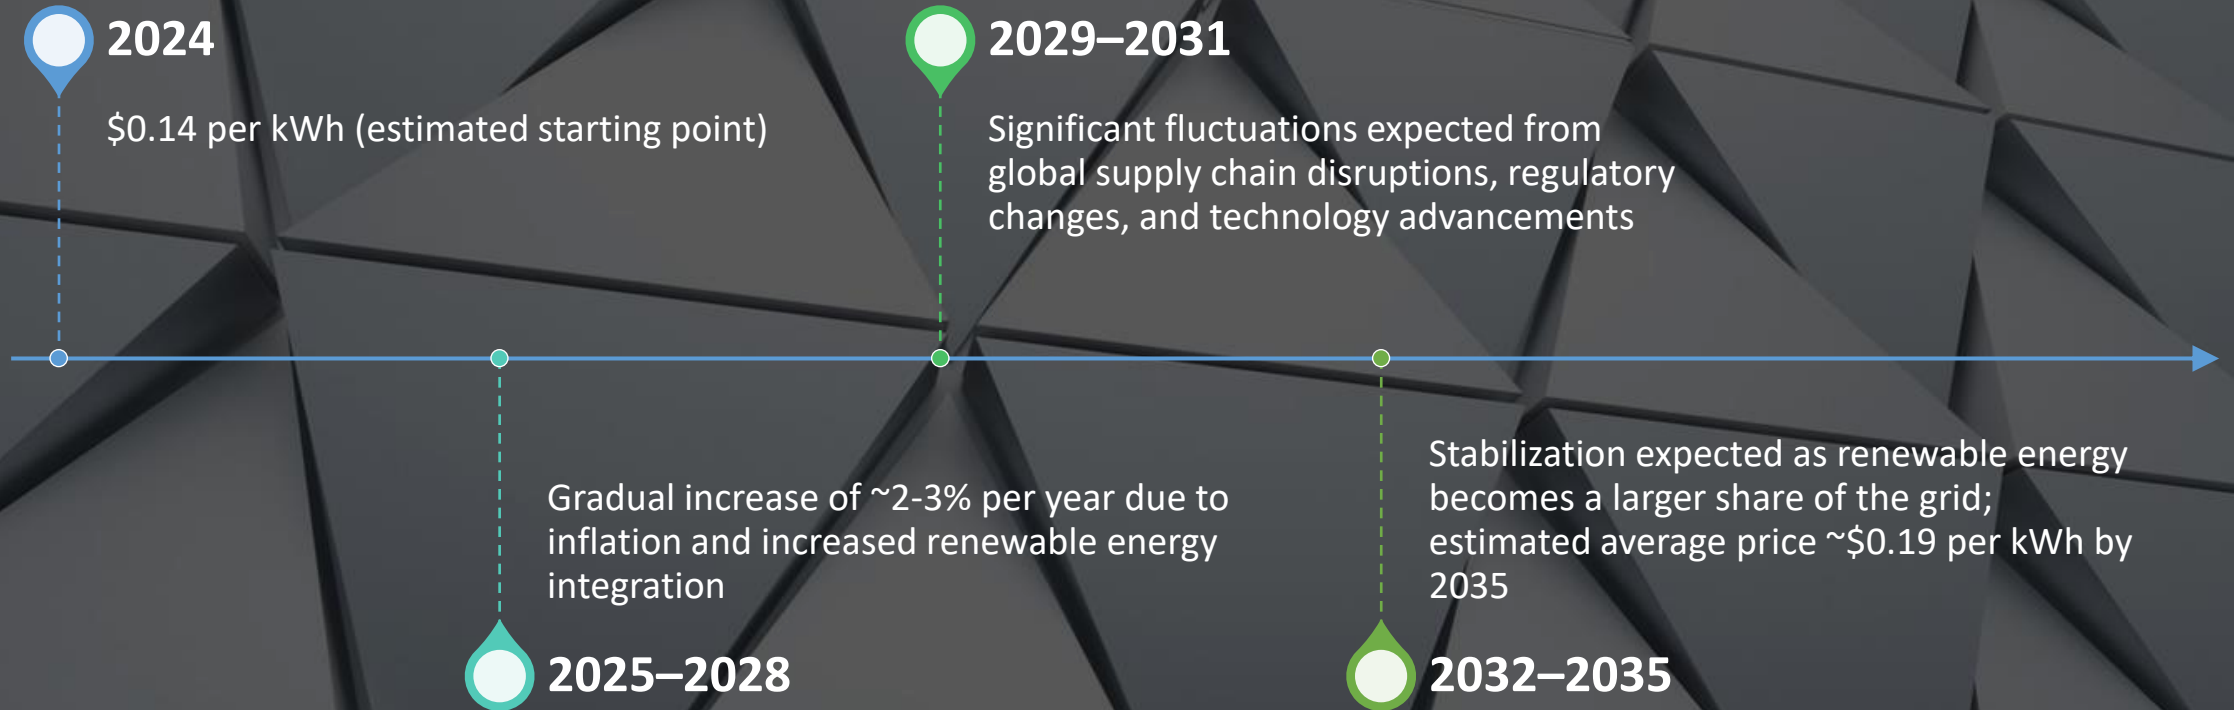 2024
$0.14 per kWh (estimated starting point)
2029–2031
Significant fluctuations expected from
global supply chain disruptions, regulatory
changes, and technology advancements
Gradual increase of ~2-3% per year due to
inflation and increased renewable energy
integration
2025–2028
Stabilization expected as renewable energy
becomes a larger share of the grid;
estimated average price ~$0.19 per kWh by
2035
2032–2035